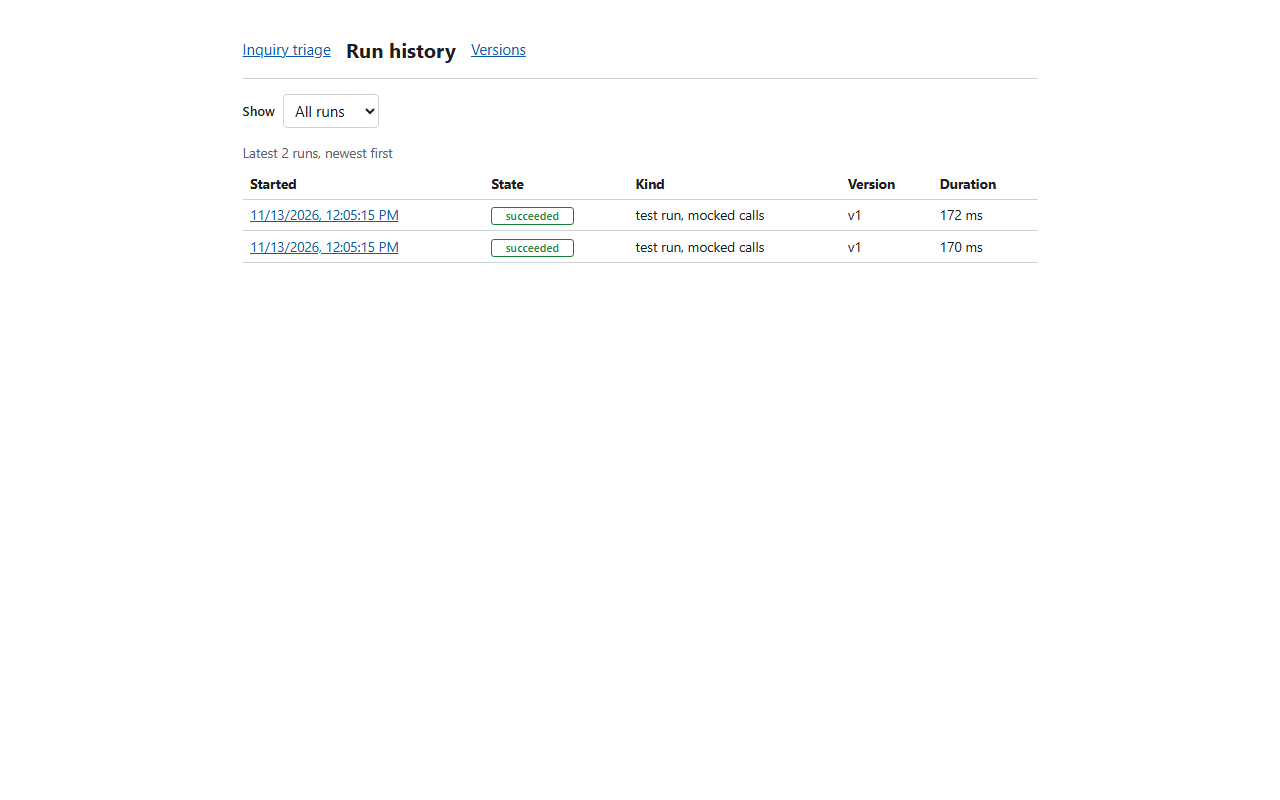 Inquiry triage Run history Versions
Show All runs
Latest 2 runs, newest first
Started State Kind Version Duration
11/13/2026, 12:05:15 PM succeeded test run, mocked calls v1 172 ms
11/13/2026, 12:05:15 PM succeeded test run, mocked calls v1 170 ms